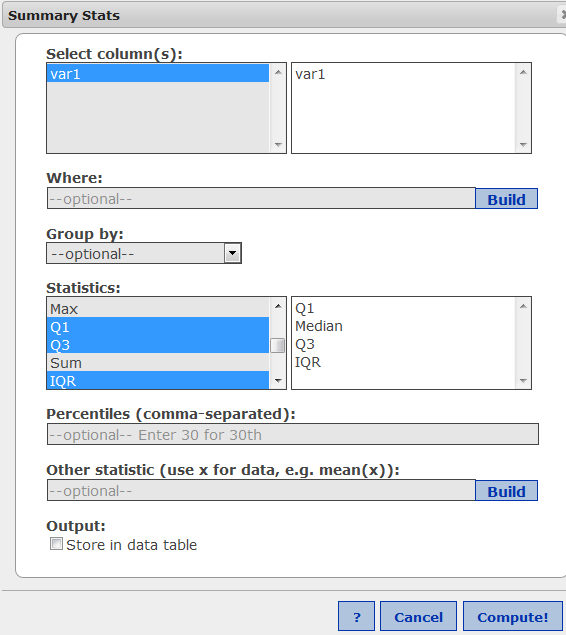 Summary Stats
Select column(s):
var1
var1
Where:
--optional--
Build
Group by:
--optional--
Statistics:
Max
Q1
Q3
Sum
IQR
Q1
Median
Q3
IQR
Percentiles (comma-separated):
--optional-- Enter 30 for 30th
Other statistic (use x for data, e.g. mean(x)):
--optional--
Build
Output:
Store in data table
?
Cancel
Compute!